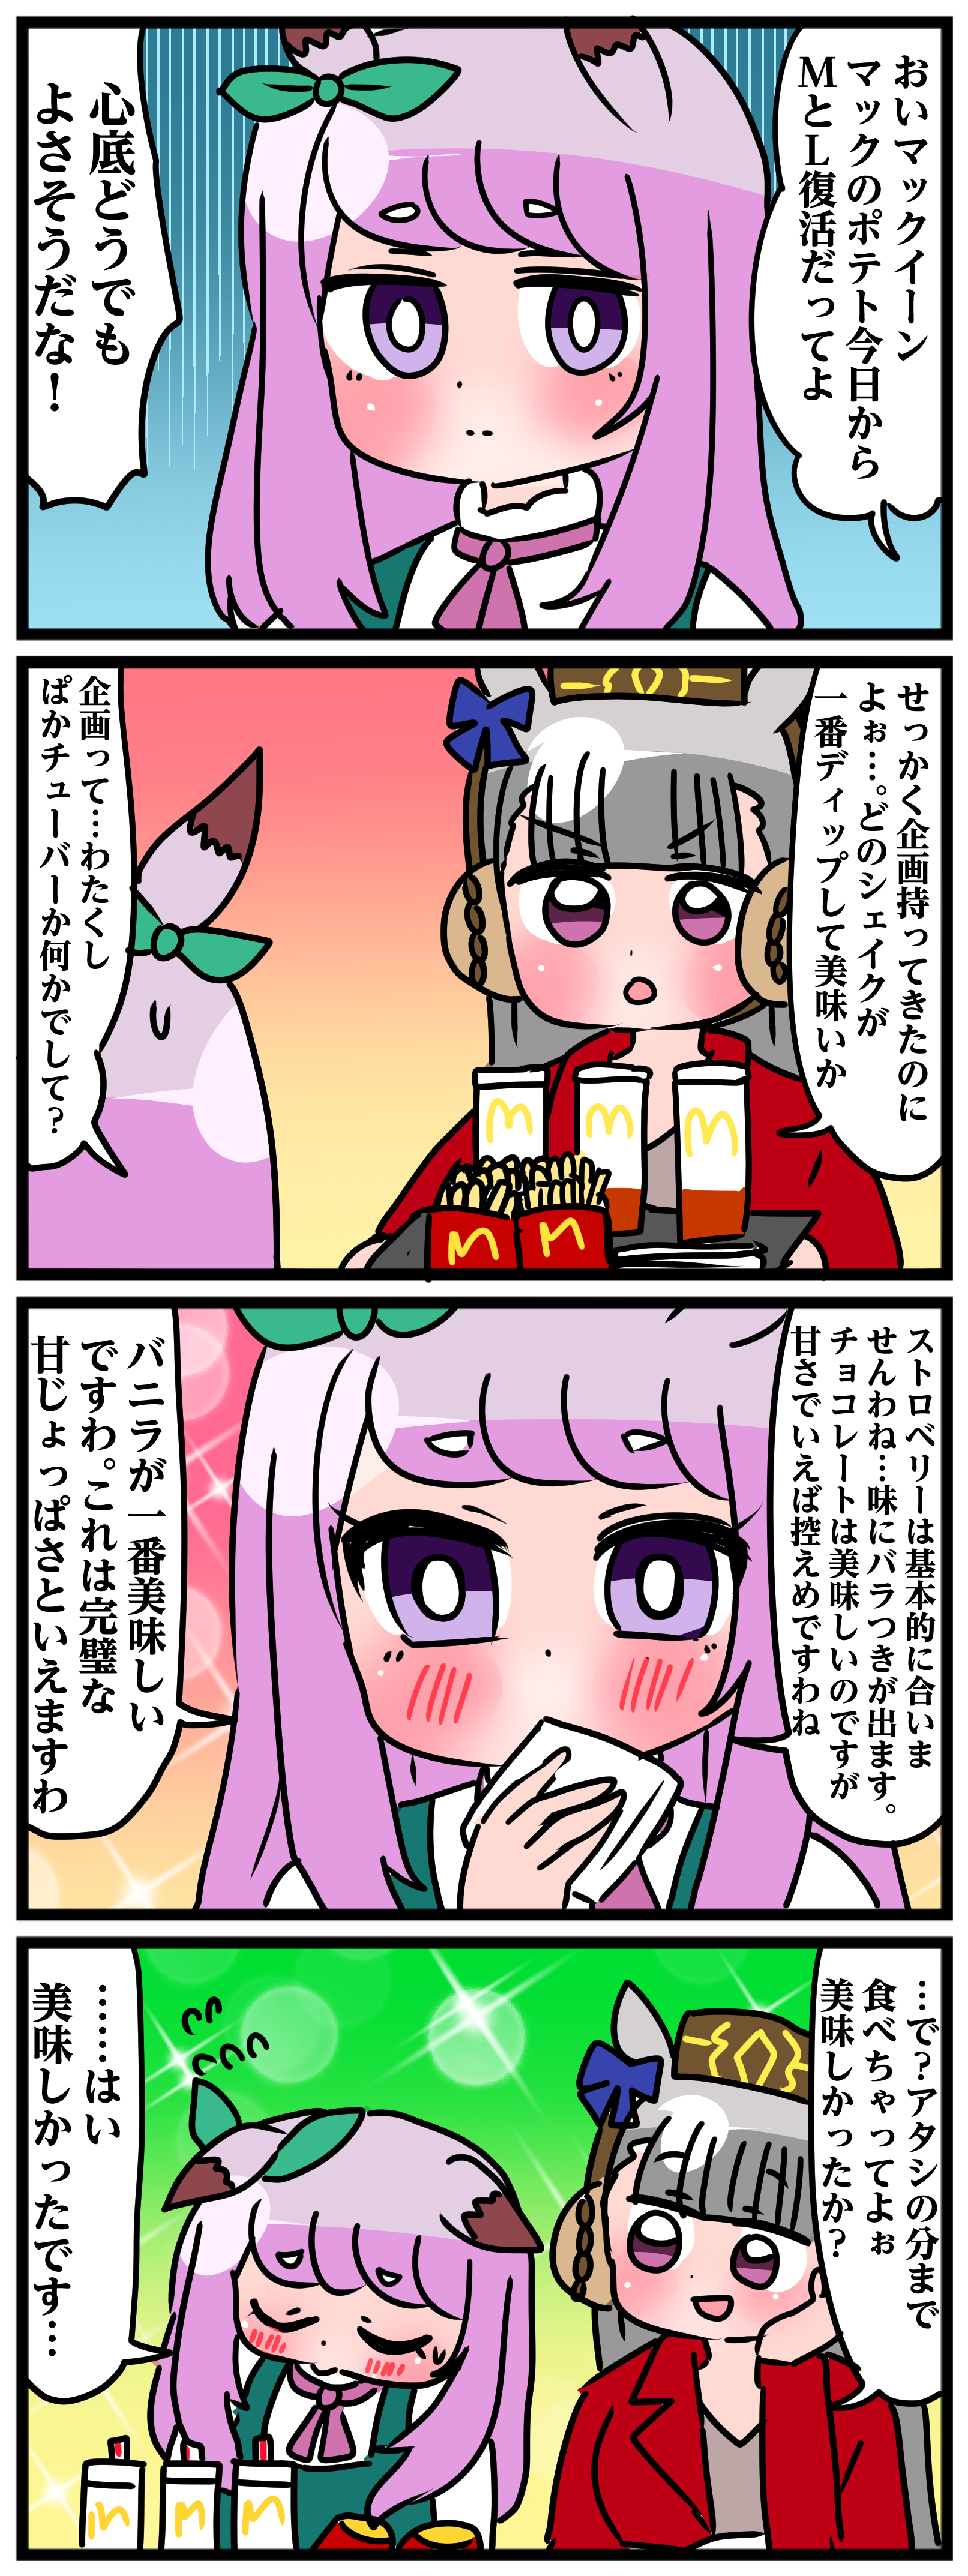 おいマックイーン
マックのポテト今日から
MとL復活だってよ
心底どうでも
よさそうだな!
せっかく企画持ってきたのに
よぉ…。どのシェイクが
一番ディップして美味いか
企画って…わたくし
ぱかチューバーか何かでして?
M
M
M
M
M
ストロベリーは基本的に合いま
せんわね…味にバラつきが出ます。
チョコレートは美味しいのですが
甘さでいえば控えめですわね
バニラが一番美味しい
ですわ。これは完璧な
甘じょっぱさといえますわ
…で?アタシの分まで
食べちゃってよぉ
美味しかったか?
……はい
美味しかったです…
M
M
M